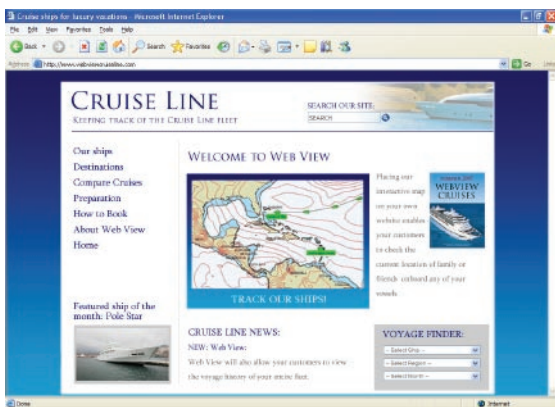 Cruise ships for luxury vacations - Microsoft Internet Explorer
File Edit View Favorites Tools Help
Back Search Favorites
Address http://www.webviewcruiseline.com Go
CRUISE LINE
KEEPING TRACK OF THE CRUISE LINE FLEET
SEARCH OUR SITE:
SEARCH
Our ships
Destinations
Compare Cruises
Preparation
How to Book
About Web View
Home
Featured ship of the
month: Pole Star
WELCOME TO WEB VIEW
TRACK OUR SHIPS!
Placing our
interactive map
on your own
website enables
your customers
to check the
current location of family or
friends onboard any of your
vessels.
WEBVIEW
CRUISES
CRUISE LINE NEWS:
NEW: Web View:
Web View will also allow your customers to view
the voyage history of your entire fleet.
VOYAGE FINDER:
-- Select Ship --
-- Select Region --
-- Select Month --
Done
Internet